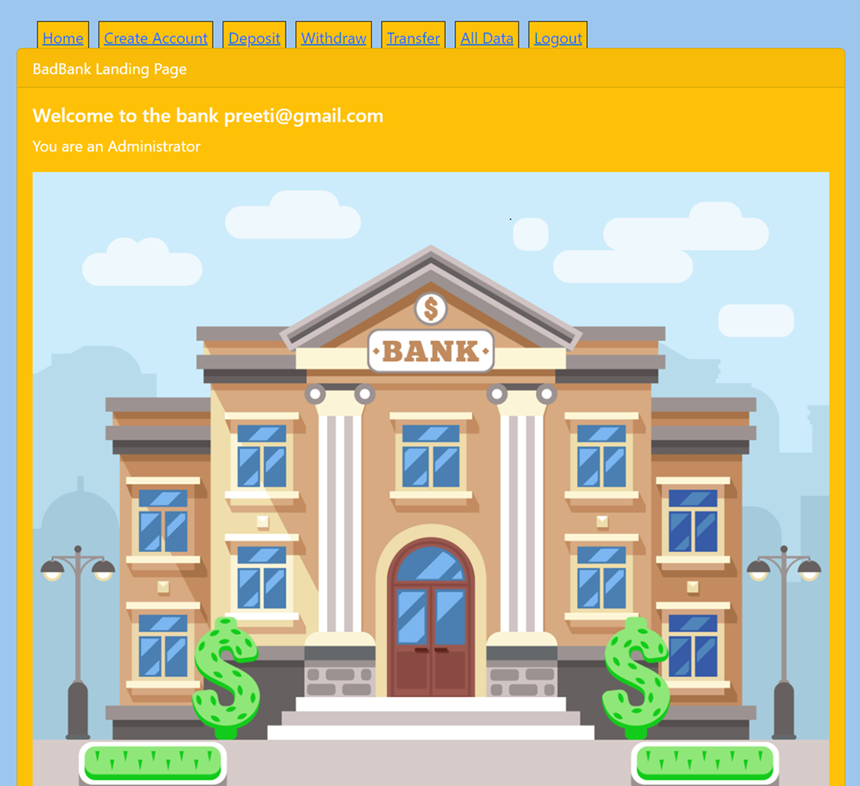 Home Create Account Deposit Withdraw Transfer All Data Logout
BadBank Landing Page
Welcome to the bank preeti@gmail.com
You are an Administrator
$
BANK
$ $